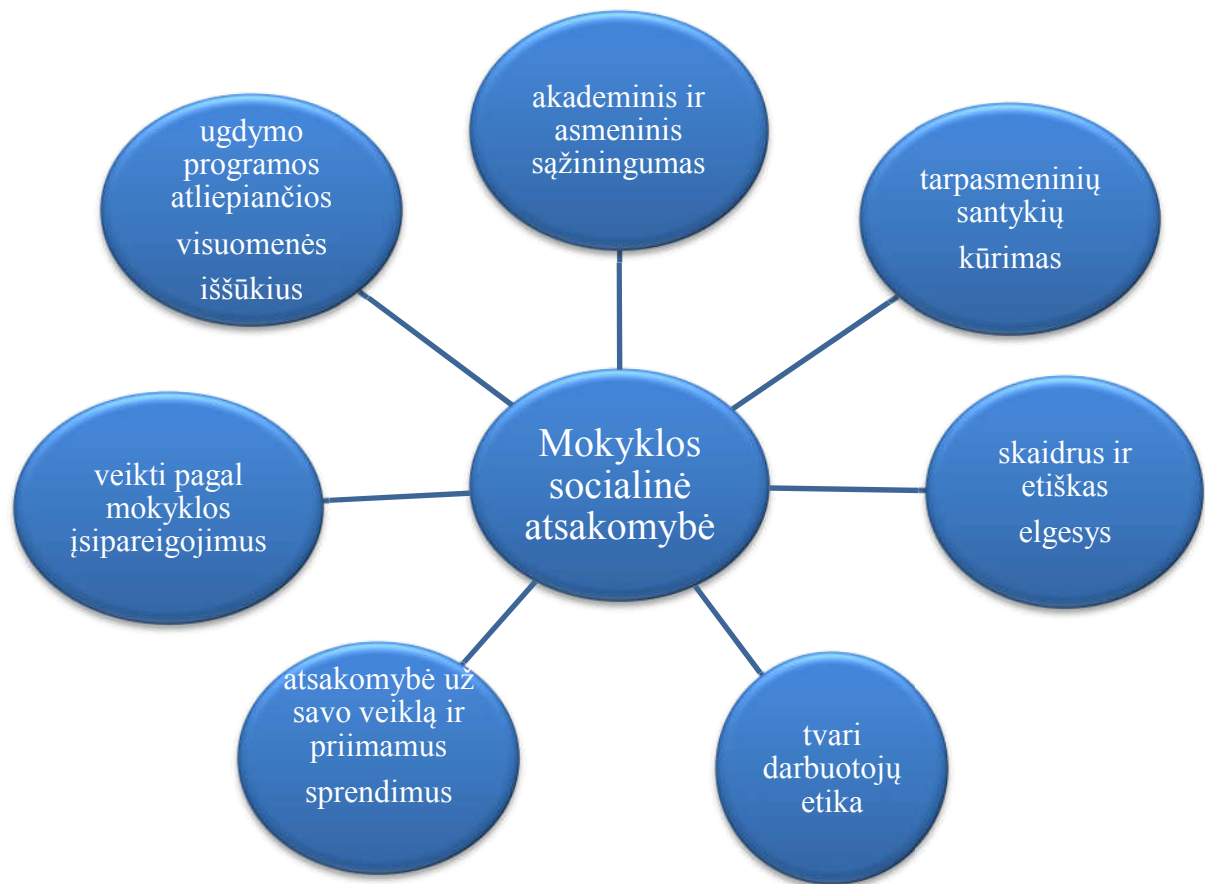 akademinis ir
asmeninis
sąžiningumas
ugdymo
programos
atliepiančios
visuomenės
iššūkius
tarpasmeninių
santykių
kūrimas
Mokyklos
socialinė
atsakomybė
veikti pagal
mokyklos
įsipareigojimus
skaidrus ir
etiškas
elgesys
atsakomybė už
savo veiklą ir
priimamus
sprendimus
tvari
darbuotojų
etika